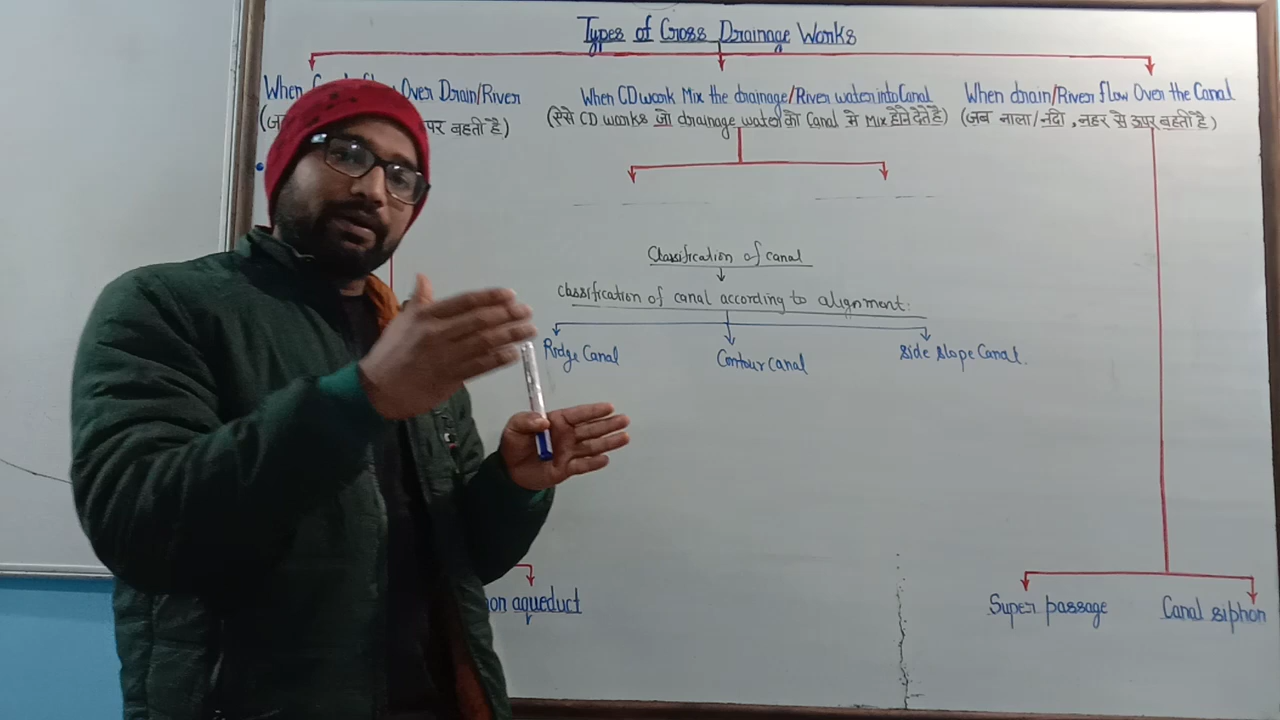 Types of Cross Drainage Works
When Over Drain/River
(ज पर बहती है)
When CD work Mix the drainage/River water into Canal
(ऐसे CD works जो drainage water को Canal में Mix होने देते है)
When drain/River flow Over the Canal
(जब नाला/नदी, नहर से ऊपर बहती है)
Classification of canal
Classification of canal according to alignment:
Ridge Canal
Contour canal
Side slope Canal.
on aqueduct
Super passage
Canal siphon